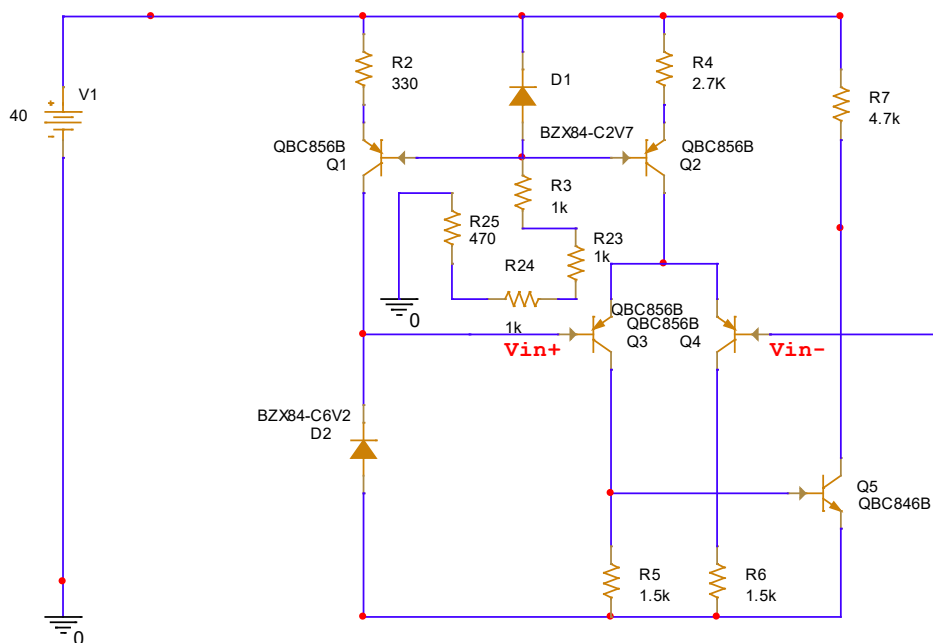 V1
40
+
-
R2
330
D1
R4
2.7K
R7
4.7k
BZX84-C2V7
QBC856B
Q1
QBC856B
Q2
R3
1k
R25
470
R23
1k
R24
1k
0
QBC856B
QBC856B
Q3
Q4
Vin+
Vin-
BZX84-C6V2
D2
Q5
QBC846B
R5
1.5k
R6
1.5k
0